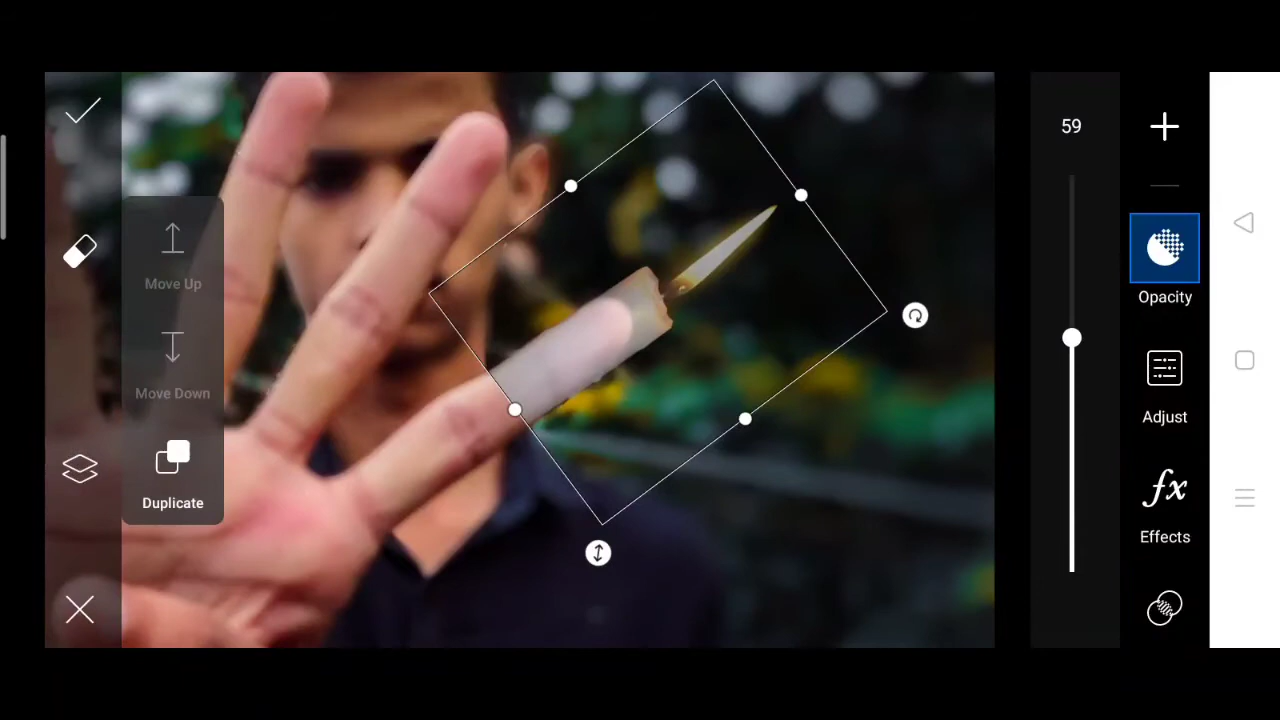 Move Up
Move Down
Duplicate
59
Opacity
Adjust
fx
Effects